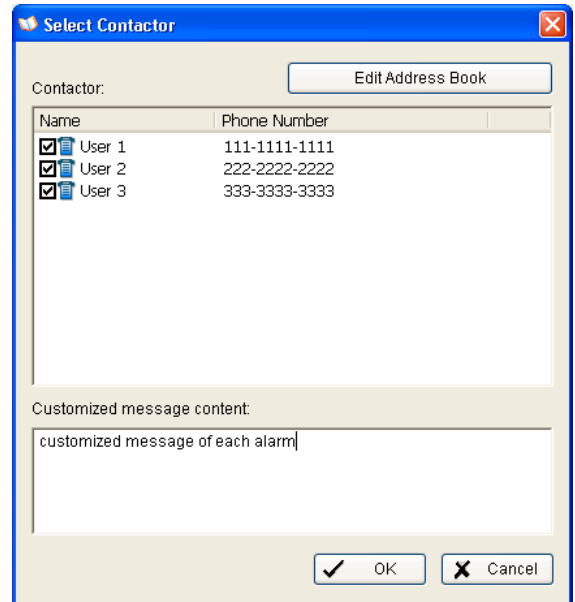 Select Contactor
Edit Address Book
Contactor:
Name Phone Number
User 1 111-1111-1111
User 2 222-2222-2222
User 3 333-3333-3333
Customized message content:
customized message of each alarm
OK Cancel